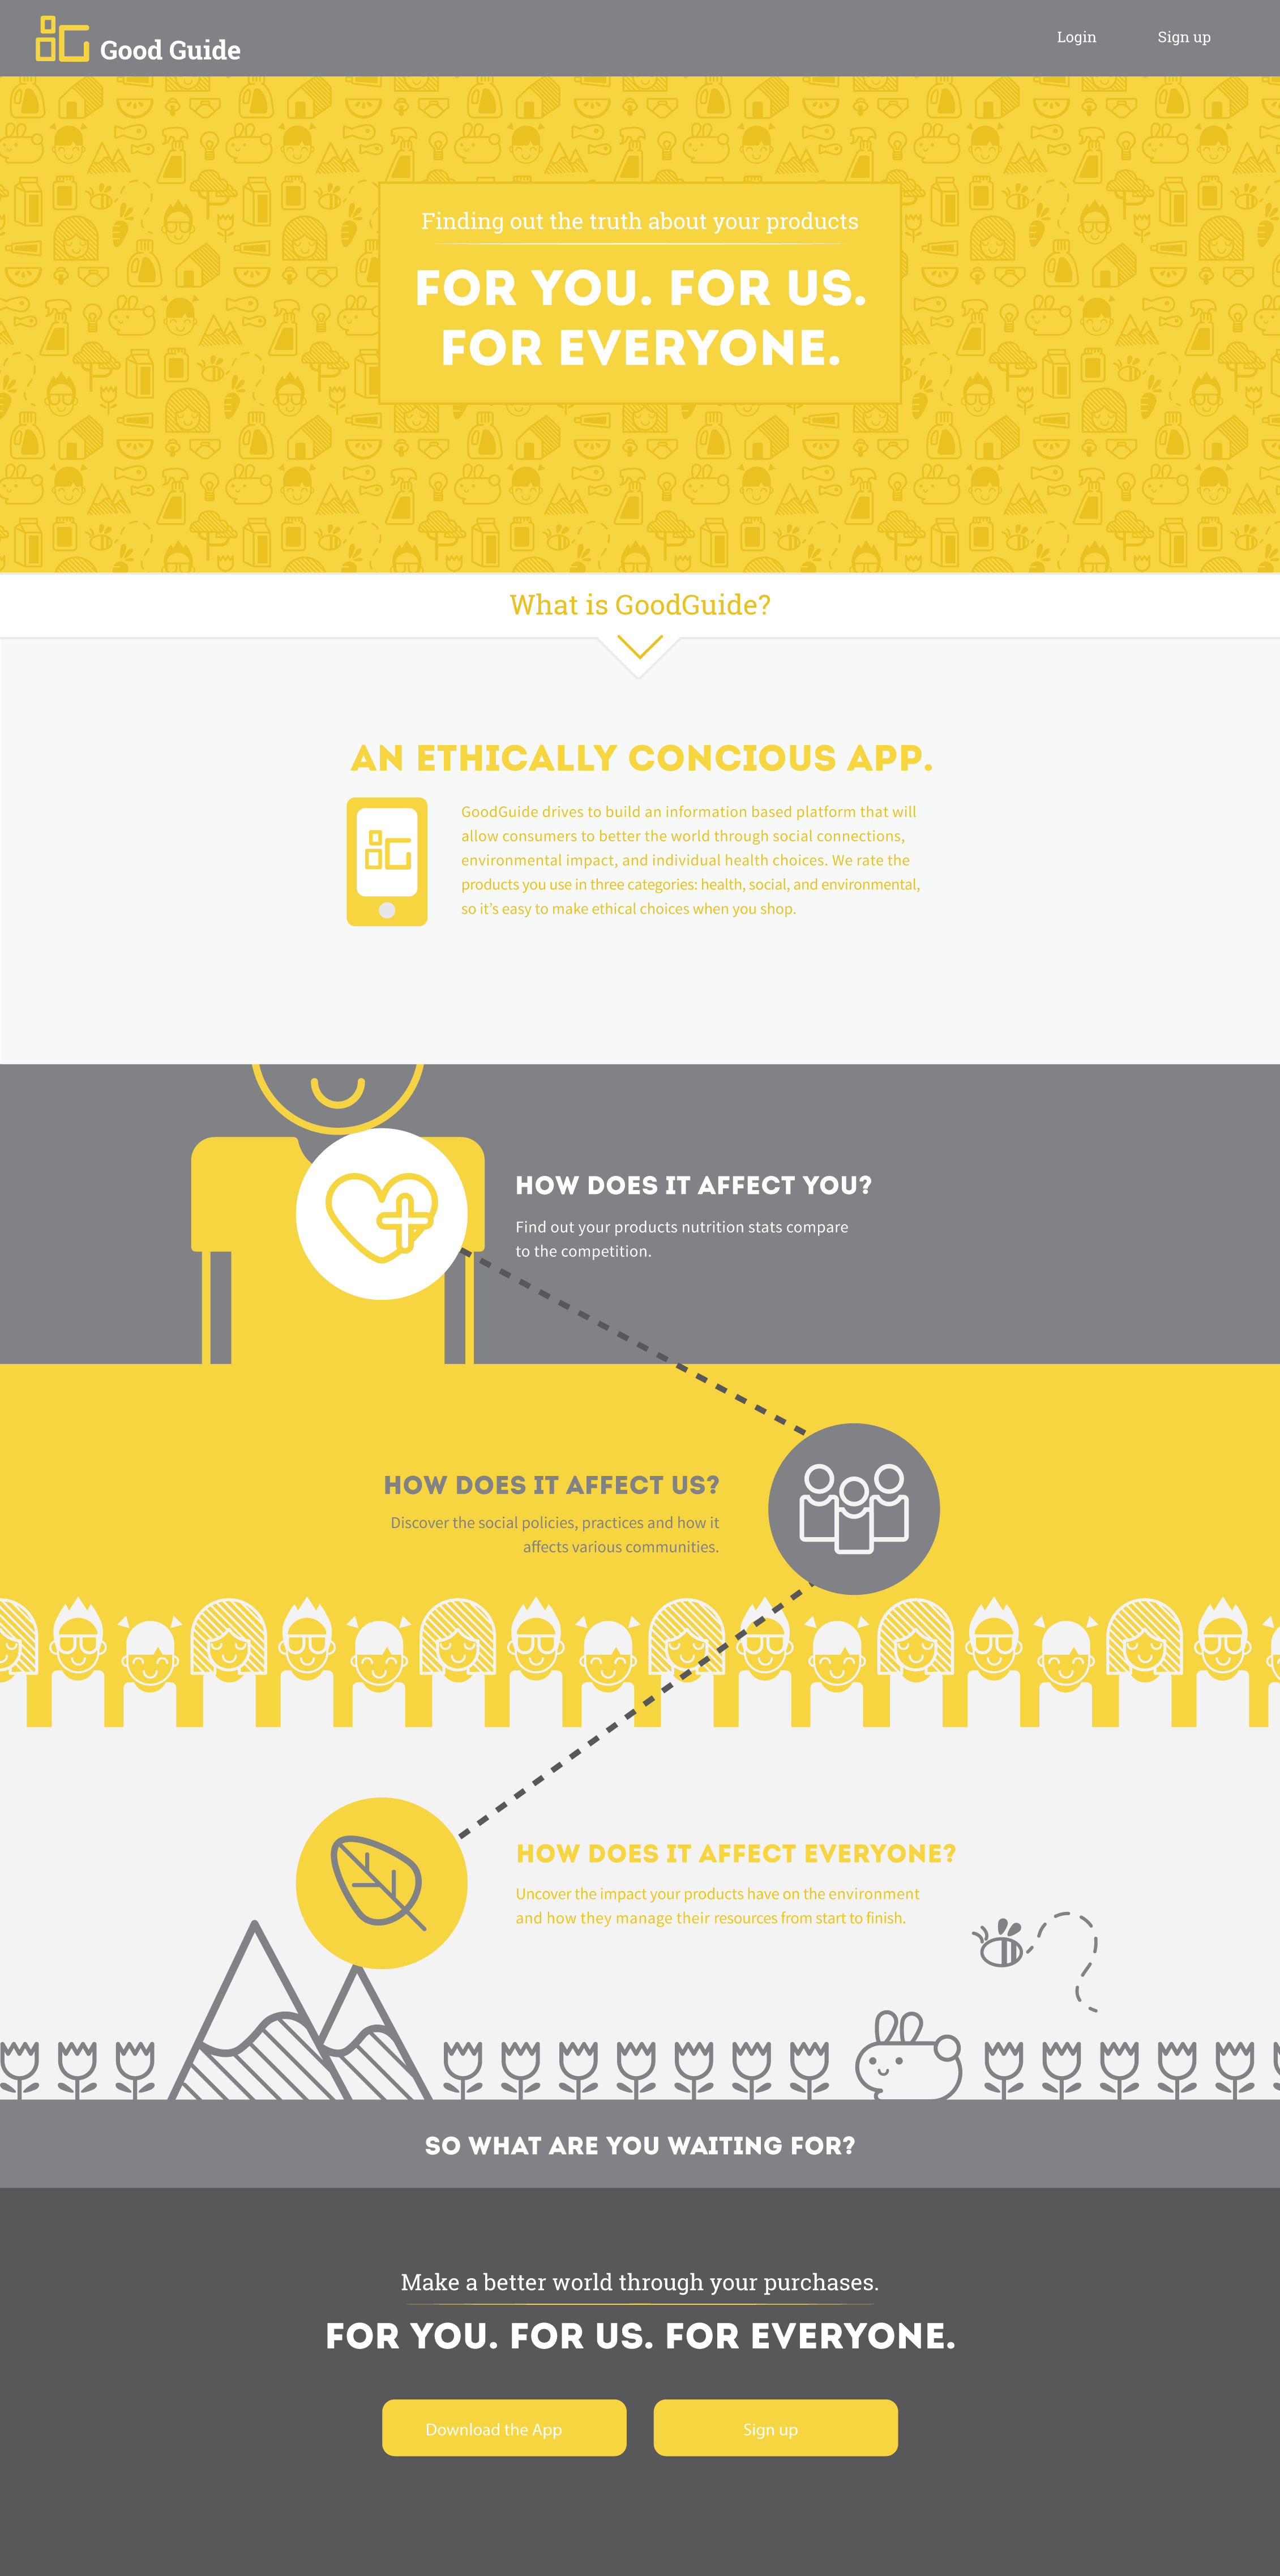 Good Guide
Login
Sign up
Finding out the truth about your products
FOR YOU. FOR US.
FOR EVERYONE.
What is GoodGuide?
AN ETHICALLY CONCIOUS APP.
GoodGuide drives to build an information based platform that will
allow consumers to better the world through social connections,
environmental impact, and individual health choices. We rate the
products you use in three categories: health, social, and environmental,
so it's easy to make ethical choices when you shop.
HOW DOES IT AFFECT YOU?
Find out your products nutrition stats compare
to the competition.
HOW DOES IT AFFECT US?
Discover the social policies, practices and how it
affects various communities.
HOW DOES IT AFFECT EVERYONE?
Uncover the impact your products have on the environment
and how they manage their resources from start to finish.
SO WHAT ARE YOU WAITING FOR?
Make a better world through your purchases.
FOR YOU. FOR US. FOR EVERYONE.
Download the App
Sign up